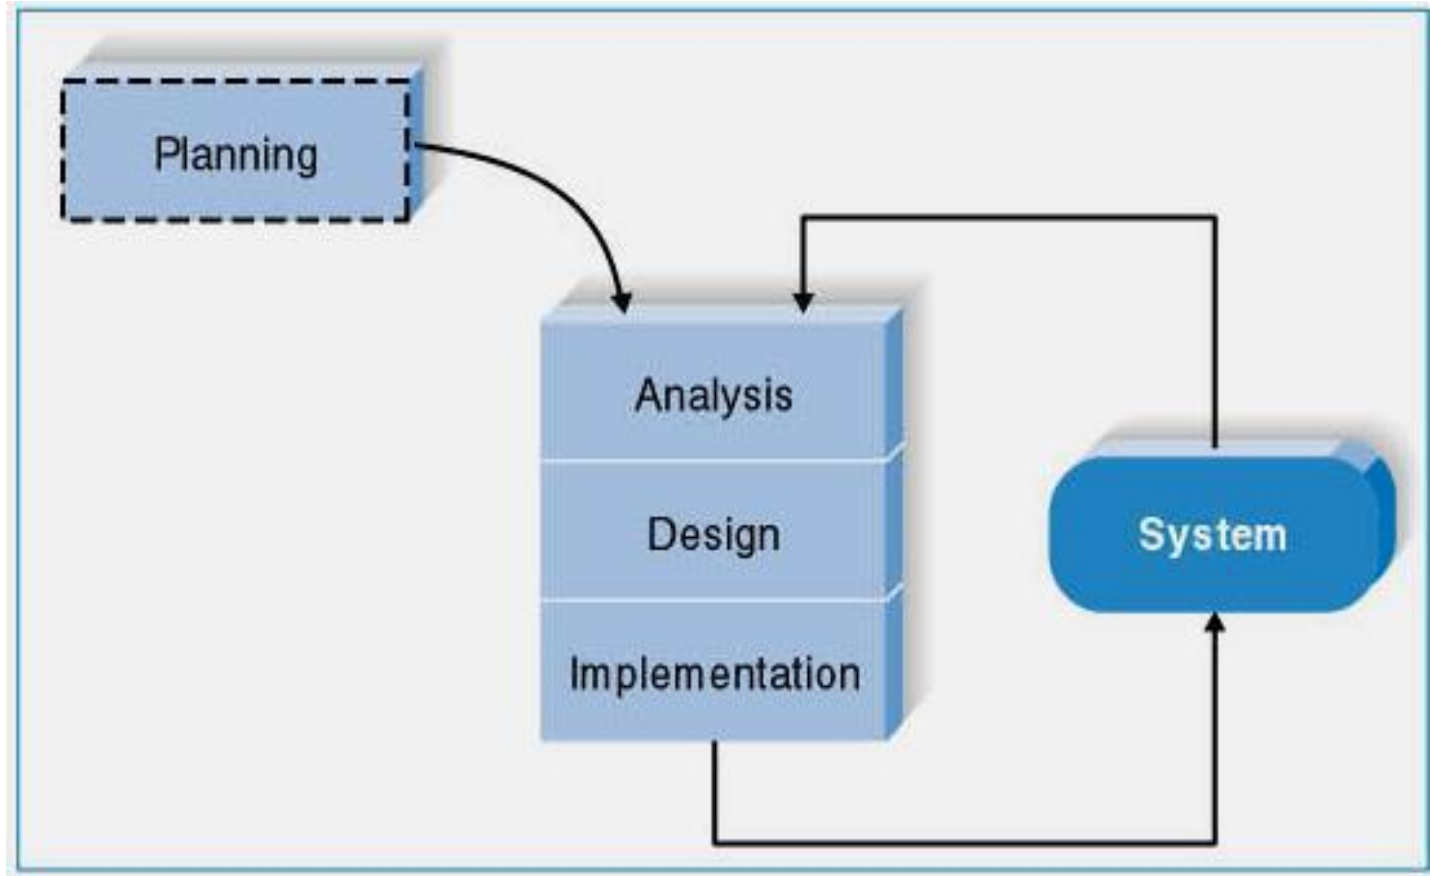 Planning
Analysis
Design
System
Implementation